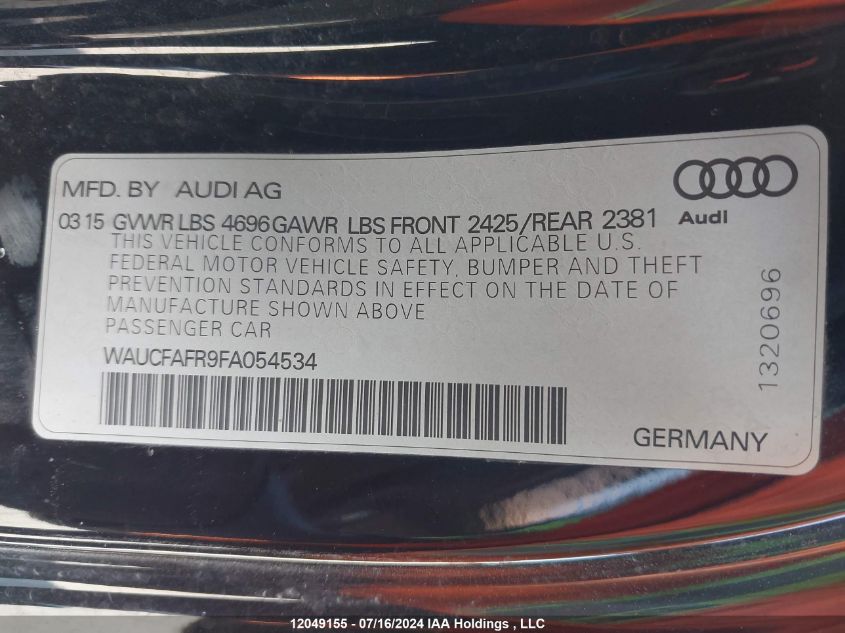 MFD. BY AUDI AG
Audi
03 15 GVWR LBS 4696 GAWR LBS FRONT 2425/REAR 2381
THIS VEHICLE CONFORMS TO ALL APPLICABLE U.S.
FEDERAL MOTOR VEHICLE SAFETY, BUMPER AND THEFT
PREVENTION STANDARDS IN EFFECT ON THE DATE OF
MANUFACTURE SHOWN ABOVE
PASSENGER CAR
WAUCFAFR9FA054534
1320696
GERMANY
12049155 - 07/16/2024 IAA Holdings , LLC